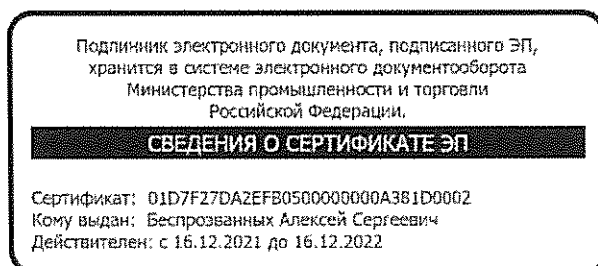 Подлинник электронного документа, подписанного ЭП,
хранится в системе электронного документооборота
Министерства промышленности и торговли
Российской Федерации.
СВЕДЕНИЯ О СЕРТИФИКАТЕ ЭП
Сертификат: 01D7F27DA2EFB0500000000A381D0002
Кому выдан: Беспрозванных Алексей Сергеевич
Действителен: с 16.12.2021 до 16.12.2022